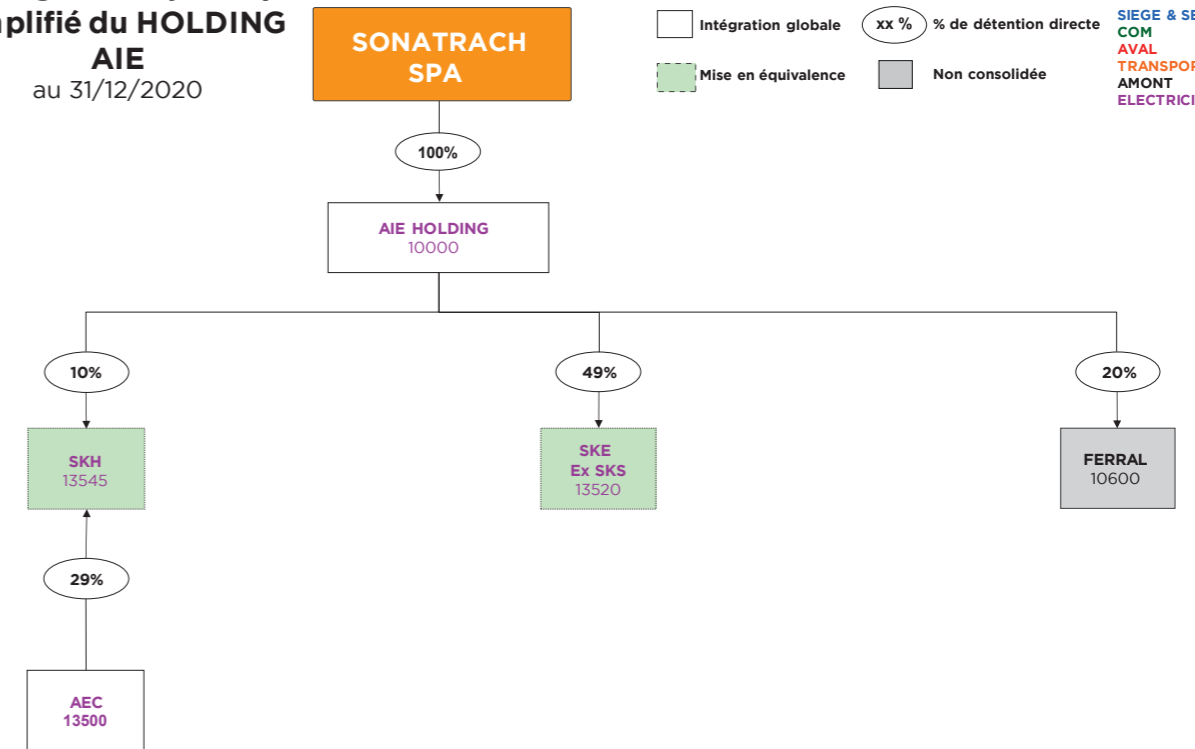 plifié du HOLDING
AIE
au 31/12/2020
SONATRACH
SPA
Intégration globale
xx %
% de détention directe
Mise en équivalence
Non consolidée
SIEGE &
COM
AVAL
AMONT
100%
AIE HOLDING
10000
10%
49%
20%
SKH
13545
SKE
Ex SKS
13520
FERRAL
10600
29%
AEC
13500